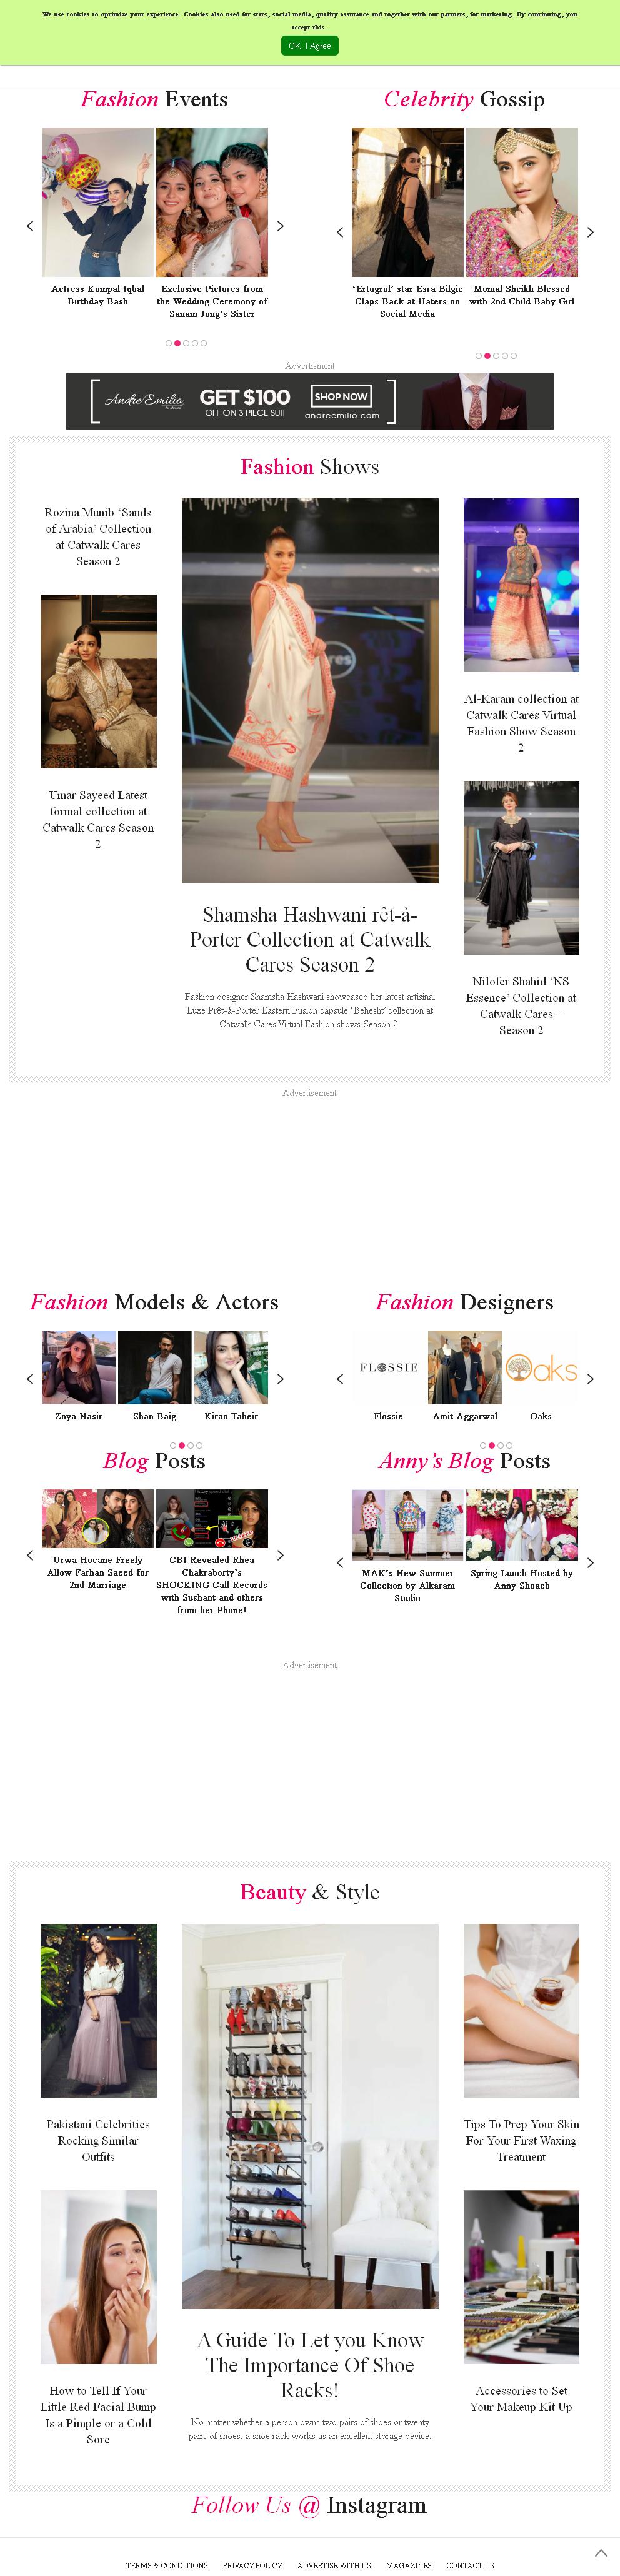 We use cookies to optimize your experience. Cookies also used for stats, social media, quality assurance and together with our partners, for marketing. By continuing, you
accept this.
OK, I Agree
Fashion Events
Actress Kompal Iqbal
Birthday Bash
Exclusive Pictures from
the Wedding Ceremony of
Sanam Jung's Sister
Celebrity Gossip
'Ertugrul' star Esra Bilgic
Claps Back at Haters on
Social Media
Momal Sheikh Blessed
with 2nd Child Baby Girl
Advertisment
Andre Emilio
GET $100
OFF ON 3 PIECE SUIT
SHOP NOW
andreemilio.com
Fashion Shows
Rozina Munib ‘Sands
of Arabia’ Collection
at Catwalk Cares
Season 2
Umar Sayeed Latest
formal collection at
Catwalk Cares Season
2
Shamsha Hashwani rêt-à-
Porter Collection at Catwalk
Cares Season 2
Fashion designer Shamsha Hashwani showcased her latest artisinal
Luxe Prêt-à-Porter Eastern Fusion capsule ‘Behesht’ collection at
Catwalk Cares Virtual Fashion shows Season 2.
Al-Karam collection at
Catwalk Cares Virtual
Fashion Show Season
2
Nilofer Shahid ‘NS
Essence’ Collection at
Catwalk Cares –
Season 2
Advertisement
Fashion Models & Actors
Zoya Nasir
Shan Baig
Kiran Tabeir
Fashion Designers
FLOSSIE
Oaks
Flossie
Amit Aggarwal
Oaks
Blog Posts
Urwa Hocane Freely
Allow Farhan Saeed for
2nd Marriage
CBI Revealed Rhea
Chakraborty's
SHOCKING Call Records
with Sushant and others
from her Phone!
Anny's Blog Posts
MAK's New Summer
Collection by Alkaram
Studio
Spring Lunch Hosted by
Anny Shoaeb
Advertisement
Beauty & Style
Pakistani Celebrities
Rocking Similar
Outfits
How to Tell If Your
Little Red Facial Bump
Is a Pimple or a Cold
Sore
A Guide To Let you Know
The Importance Of Shoe
Racks!
No matter whether a person owns two pairs of shoes or twenty
pairs of shoes, a shoe rack works as an excellent storage device.
Tips To Prep Your Skin
For Your First Waxing
Treatment
Accessories to Set
Your Makeup Kit Up
Follow Us @ Instagram
TERMS & CONDITIONS PRIVACY POLICY ADVERTISE WITH US MAGAZINES CONTACT US